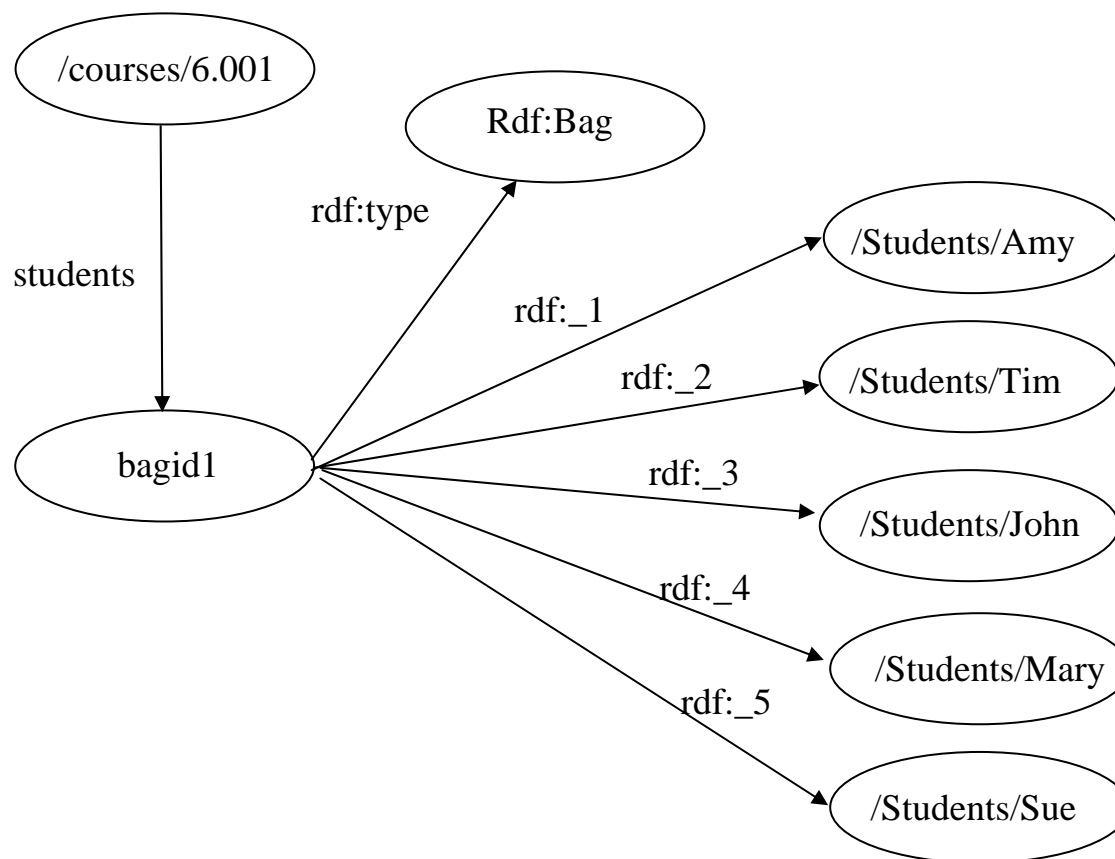 /courses/6.001
Rdf:Bag
rdf:type
/Students/Amy
students
rdf:_1
rdf:_2
/Students/Tim
bagid1
rdf:_3
/Students/John
rdf:_4
/Students/Mary
rdf:_5
/Students/Sue